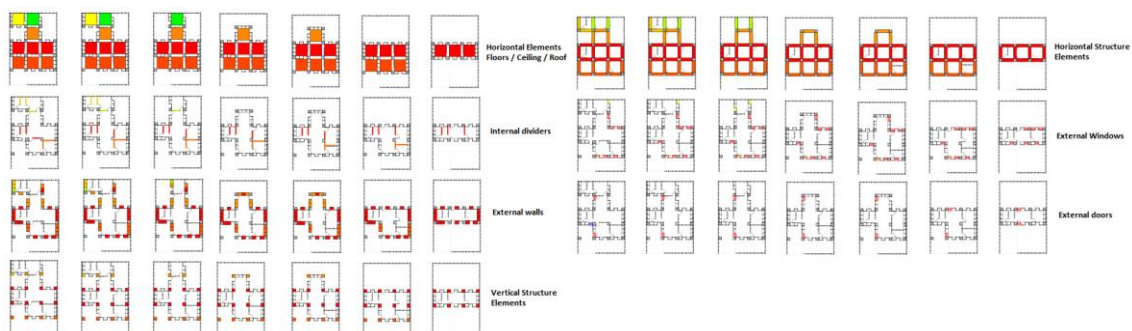 Horizontal Elements
Floors / Ceiling / Roof
Internal dividers
External walls
Vertical Structure
Elements
Horizontal Structure
Elements
External Windows
External doors